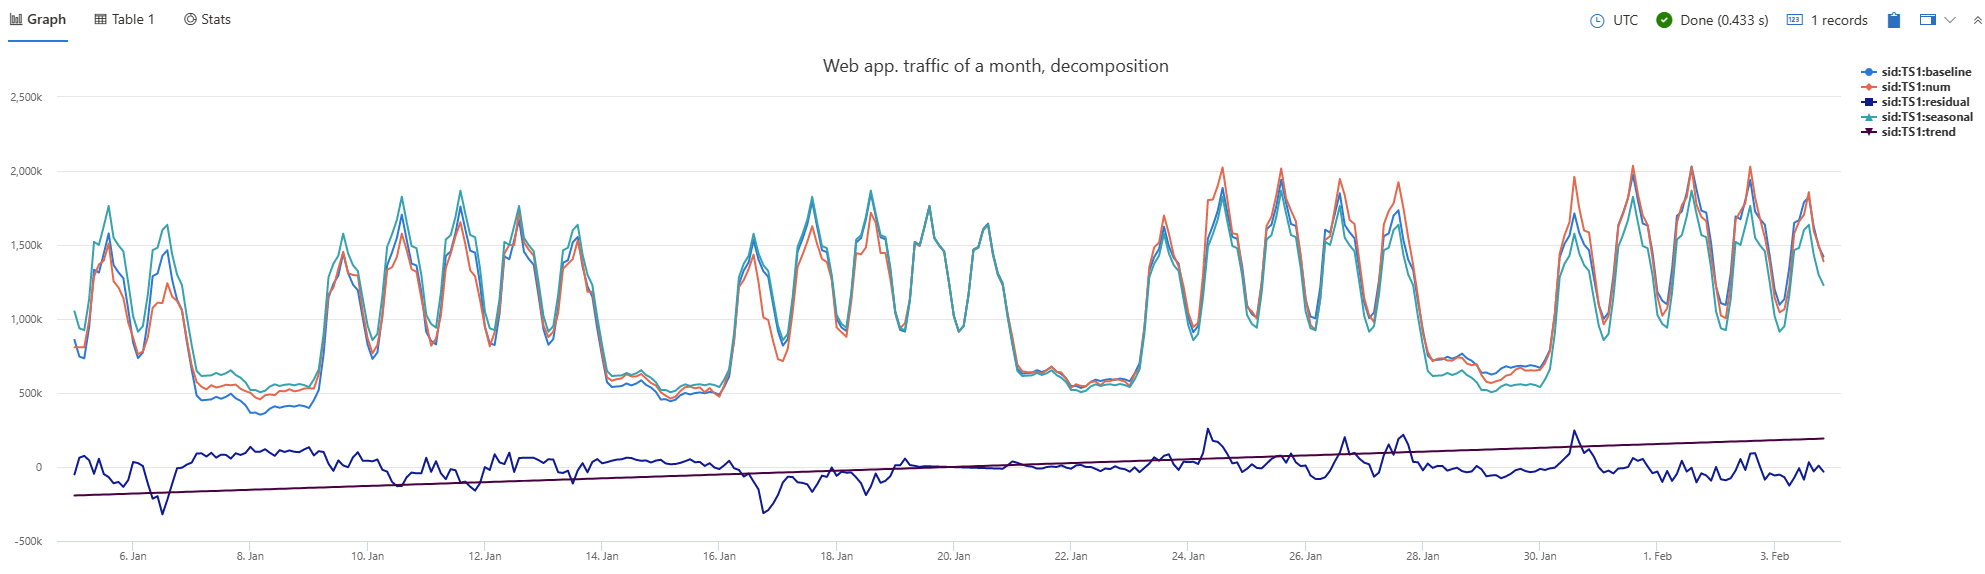 Graph Table 1 Stats UTC Done (0.433 s) 123 1 records
Web app. traffic of a month, decomposition
sid:TS1:baseline
sid:TS1:num
sid:TS1:residual
sid:TS1:seasonal
sid:TS1:trend
2,500k
2,000k
1,500k
1,000k
500k
0
-500k
6. Jan 8. Jan 10. Jan 12. Jan 14. Jan 16. Jan 18. Jan 20. Jan 22. Jan 24. Jan 26. Jan 28. Jan 30. Jan 1. Feb 3. Feb